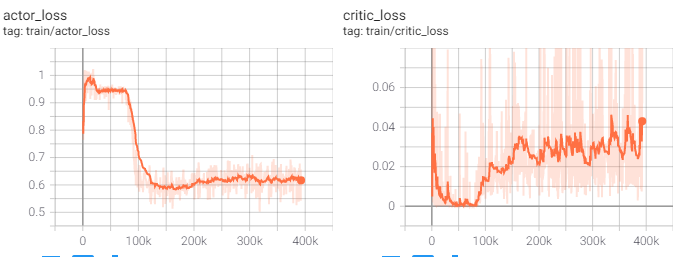 actor_loss
tag: train/actor_loss
1
0.9
0.8
0.7
0.6
0.5
0
100k
200k
300k
400k
critic_loss
tag: train/critic_loss
0.06
0.04
0.02
0
0
100k
200k
300k
400k